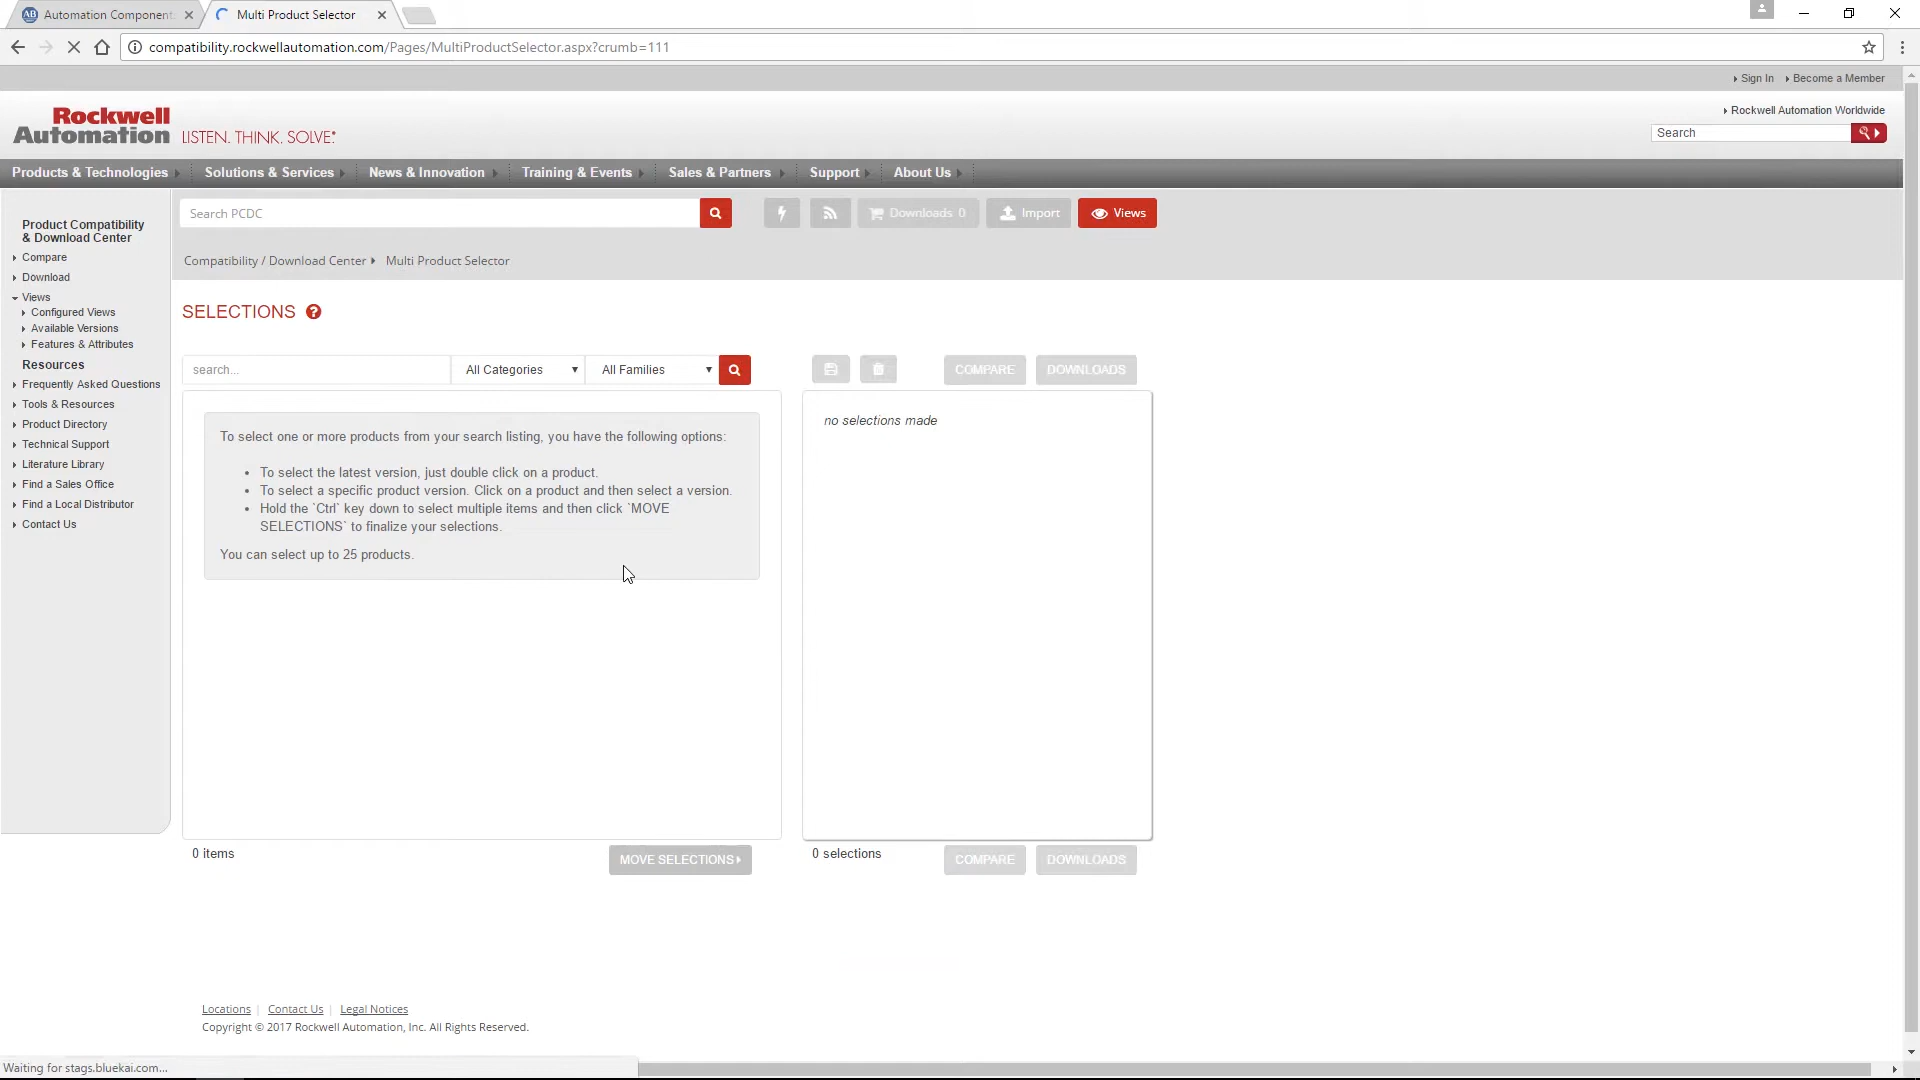 Automation Component
Multi Product Selector
compatibility.rockwellautomation.com/Pages/MultiProductSelector.aspx?crumb=111
Sign In
Become a Member
Rockwell Automation
LISTEN. THINK. SOLVE.®
Rockwell Automation Worldwide
Search
Products & Technologies
Solutions & Services
News & Innovation
Training & Events
Sales & Partners
Support
About Us
Product Compatibility
& Download Center
Compare
Download
Views
Configured Views
Available Versions
Features & Attributes
Resources
Frequently Asked Questions
Tools & Resources
Product Directory
Technical Support
Literature Library
Find a Sales Office
Find a Local Distributor
Contact Us
Search PCDC
Downloads 0
Import
Views
Compatibility / Download Center
Multi Product Selector
SELECTIONS ?
search...
All Categories
All Families
COMPARE
DOWNLOADS
To select one or more products from your search listing, you have the following options:
• To select the latest version, just double click on a product.
• To select a specific product version. Click on a product and then select a version.
• Hold the `Ctrl` key down to select multiple items and then click `MOVE
SELECTIONS` to finalize your selections.
You can select up to 25 products.
no selections made
0 items
MOVE SELECTIONS
0 selections
COMPARE
DOWNLOADS
Locations | Contact Us | Legal Notices
Copyright © 2017 Rockwell Automation, Inc. All Rights Reserved.
Waiting for stags.bluekai.com...